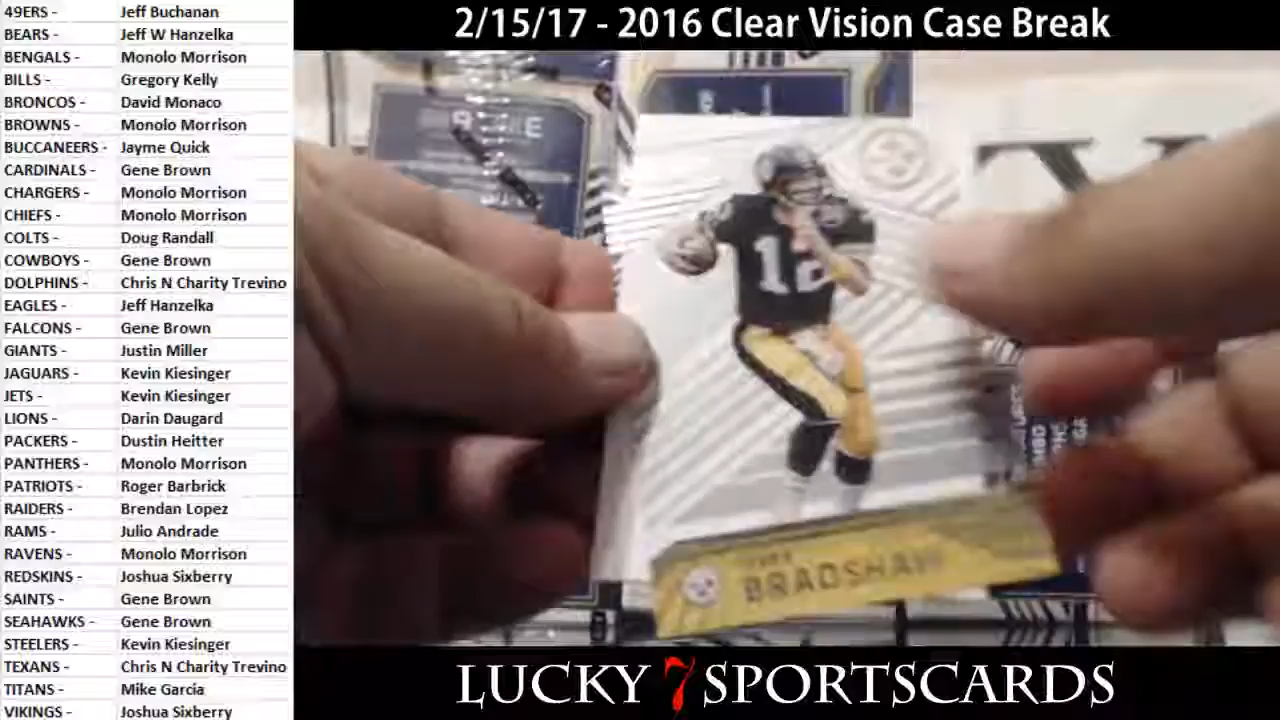 49ERS - Jeff Buchanan
BEARS - Jeff W Hanzelka
BENGALS - Monolo Morrison
BILLS - Gregory Kelly
BRONCOS - David Monaco
BROWNS - Monolo Morrison
BUCCANEERS - Jayme Quick
CARDINALS - Gene Brown
CHARGERS - Monolo Morrison
CHIEFS - Monolo Morrison
COLTS - Doug Randall
COWBOYS - Gene Brown
DOLPHINS - Chris N Charity Trevino
EAGLES - Jeff Hanzelka
FALCONS - Gene Brown
GIANTS - Justin Miller
JAGUARS - Kevin Kiesinger
JETS - Kevin Kiesinger
LIONS - Darin Daugard
PACKERS - Dustin Heitter
PANTHERS - Monolo Morrison
PATRIOTS - Roger Barbrick
RAIDERS - Brendan Lopez
RAMS - Julio Andrade
RAVENS - Monolo Morrison
REDSKINS - Joshua Sixberry
SAINTS - Gene Brown
SEAHAWKS - Gene Brown
STEELERS - Kevin Kiesinger
TEXANS - Chris N Charity Trevino
TITANS - Mike Garcia
VIKINGS - Joshua Sixberry
2/15/17 - 2016 Clear Vision Case Break
12
BRADSHAW
LUCKY 7 SPORTSCARDS